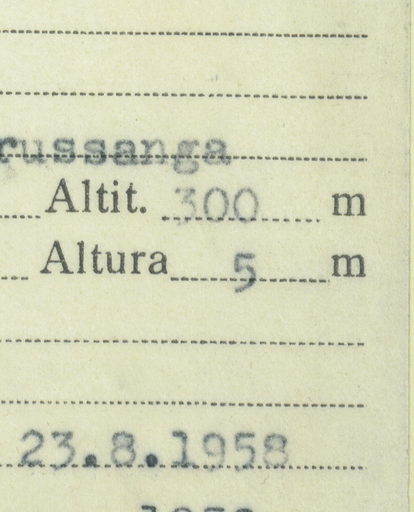 russanga
Altit. 300 m
Altura 5 m
23.8.1958